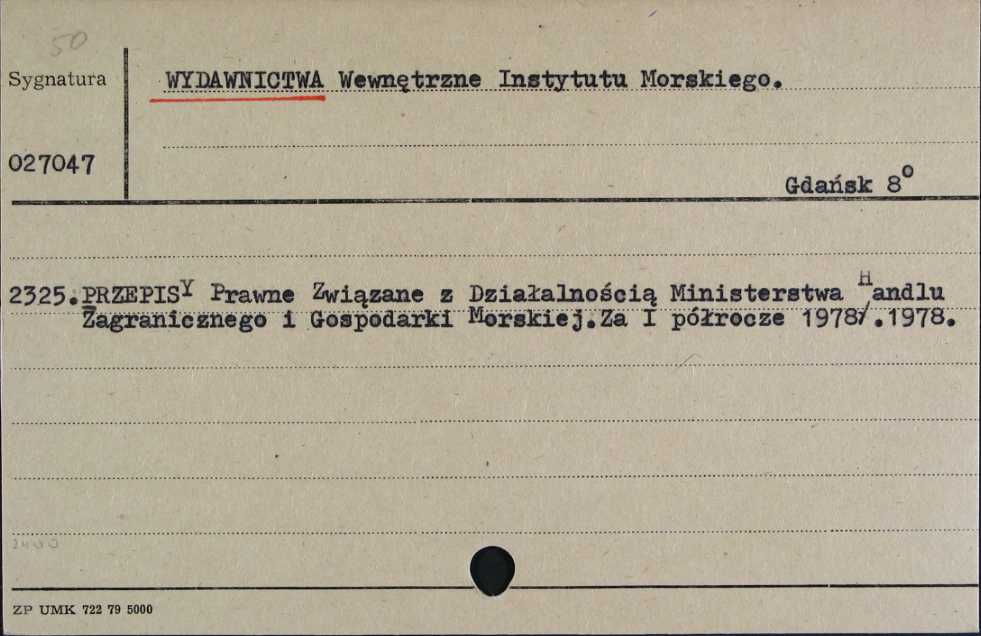 50
Sygnatura
WYDAWNICTWA Wewnętrzne Instytutu Morskiego.
027047
Gdańsk 8º
2325.PRZEPISY Prawne Związane z Działalnością Ministerstwa Handlu
Zagranicznego i Gospodarki Morskiej.Za I półrocze 1978/.1978.
ZP UMK 722 79 5000